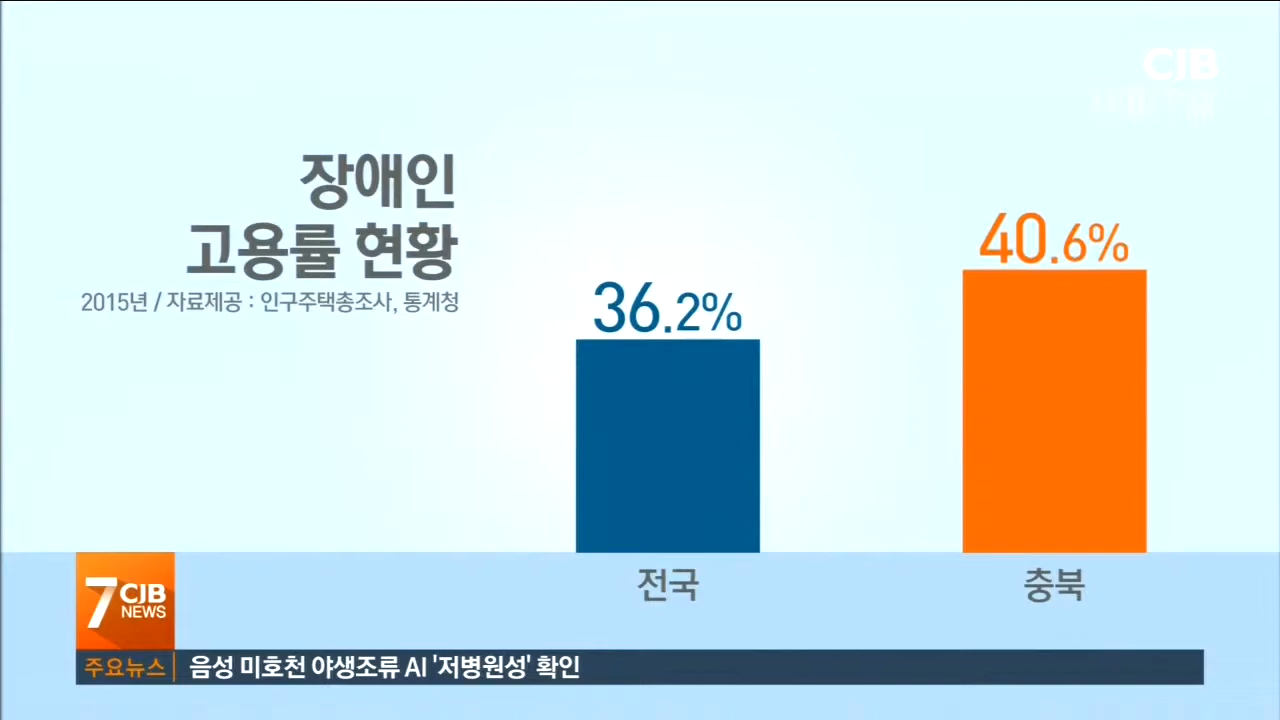 CJB
장애인
고용률 현황
2015년 / 자료제공 : 인구주택총조사, 통계청
36.2%
40.6%
전국
충북
7 CJB
NEWS
주요뉴스
음성 미호천 야생조류 AI '저병원성' 확인